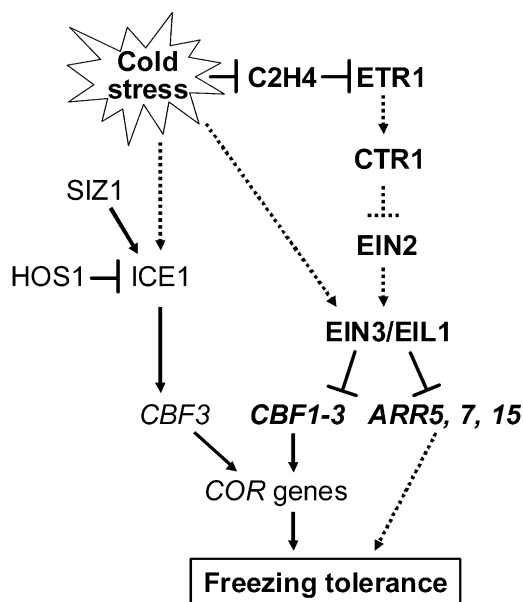 Cold
stress
C2H4
ETR1
CTR1
SIZ1
EIN2
HOS1
ICE1
EIN3/EIL1
CBF3
CBF1-3
ARR5, 7, 15
COR genes
Freezing tolerance